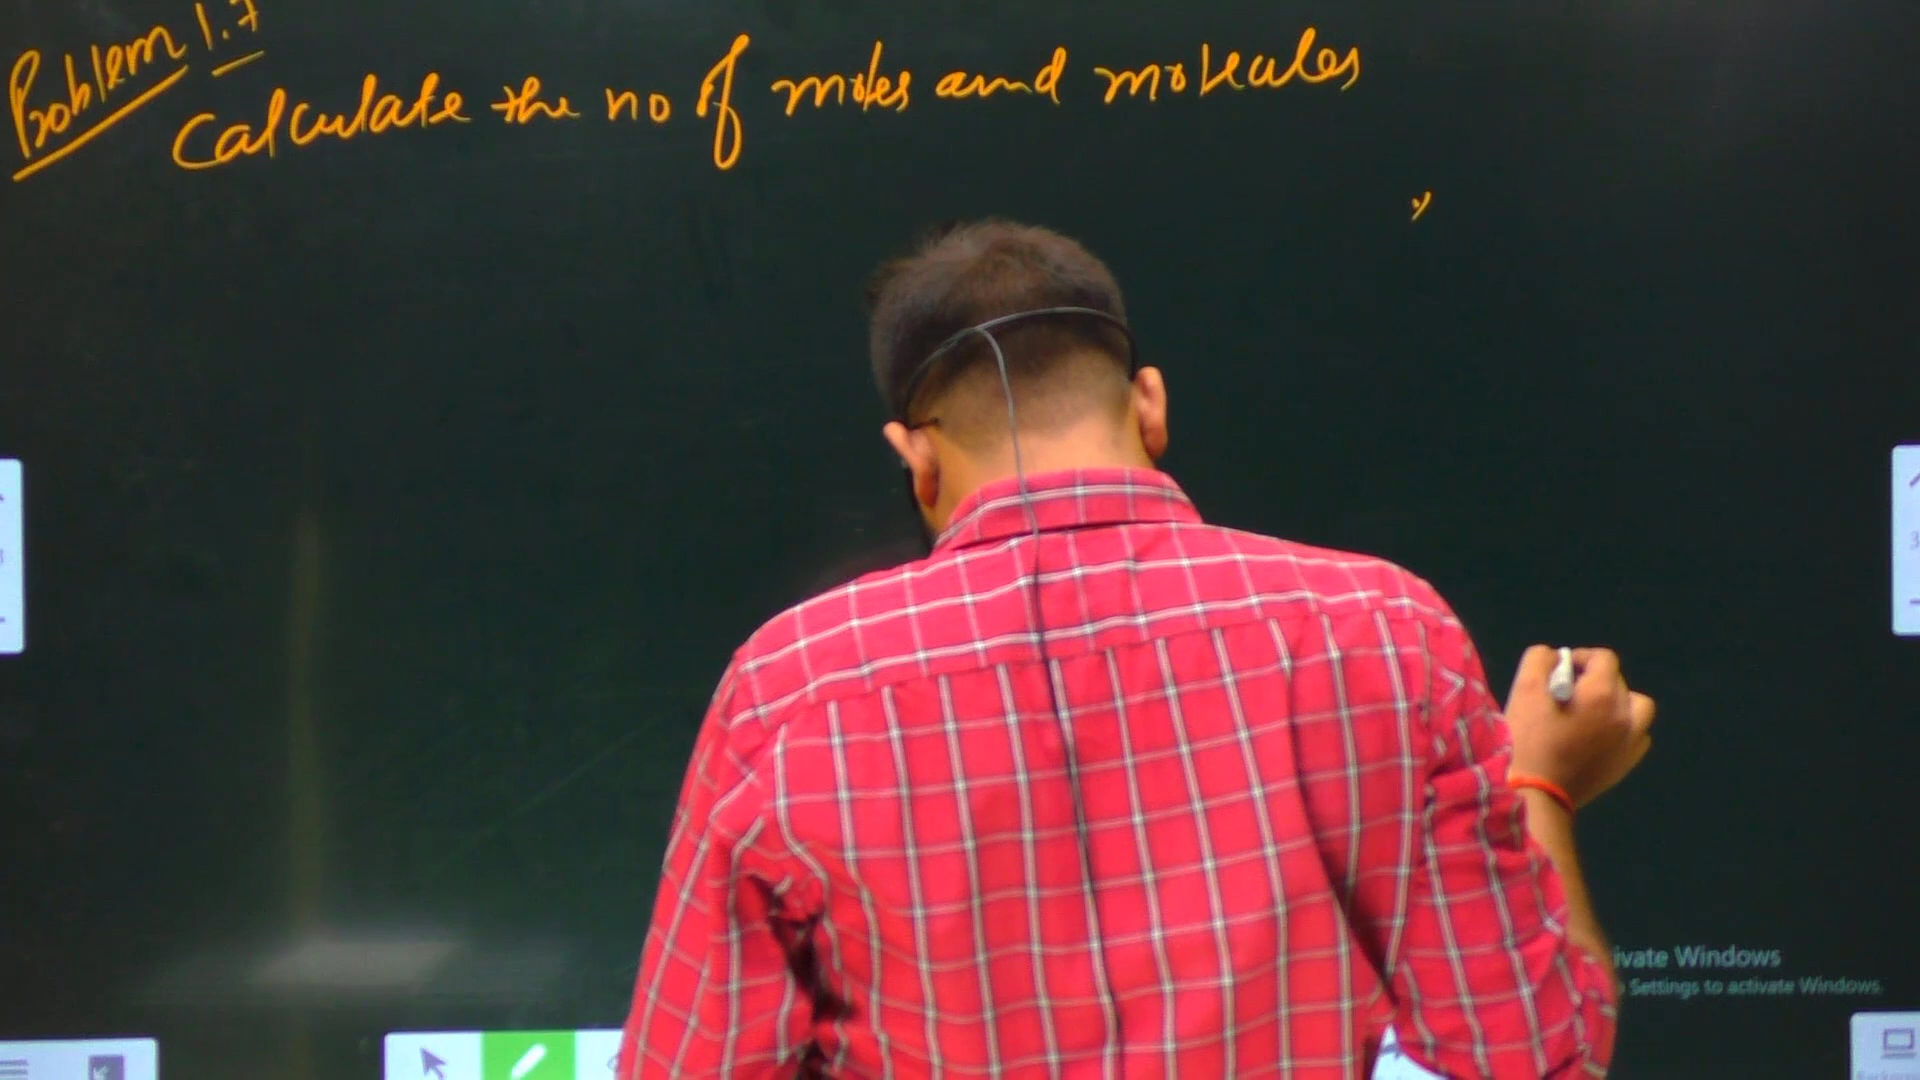 Problem 1.7
Calculate the no of moles and molecules
ivate Windows
Settings to activate Windows.